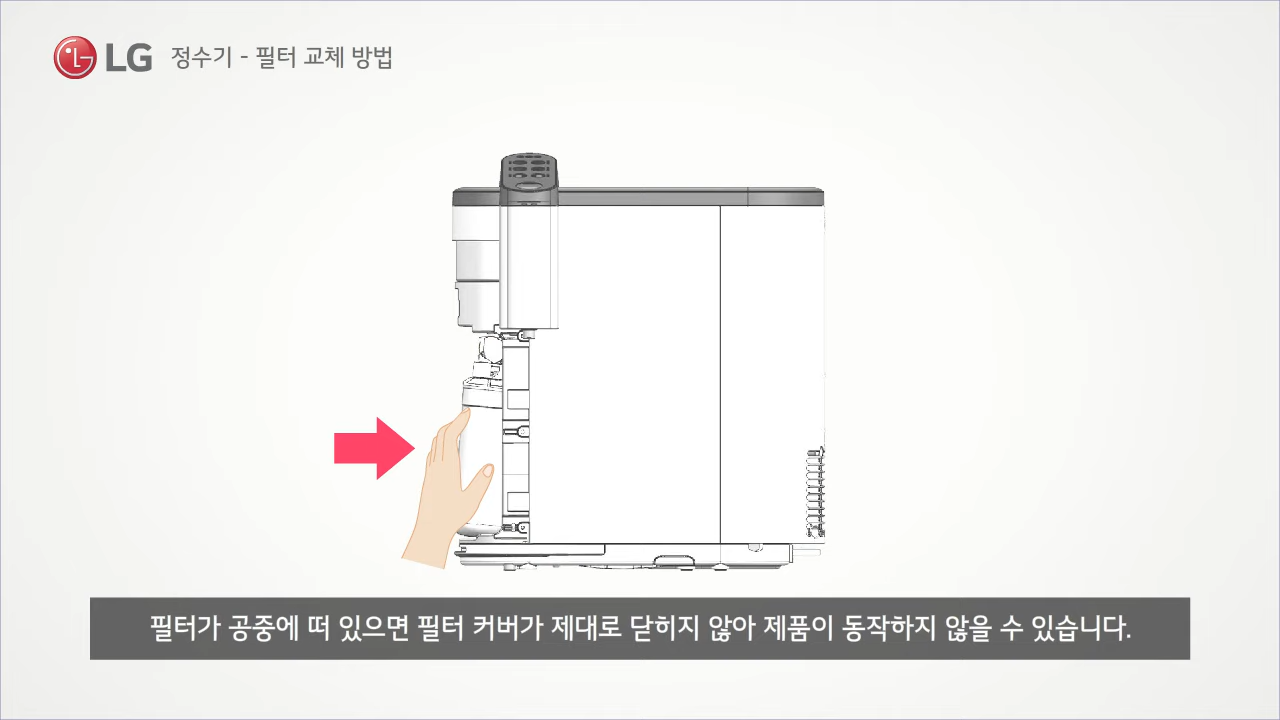 LG 정수기 - 필터 교체 방법
필터가 공중에 떠 있으면 필터 커버가 제대로 닫히지 않아 제품이 동작하지 않을 수 있습니다.